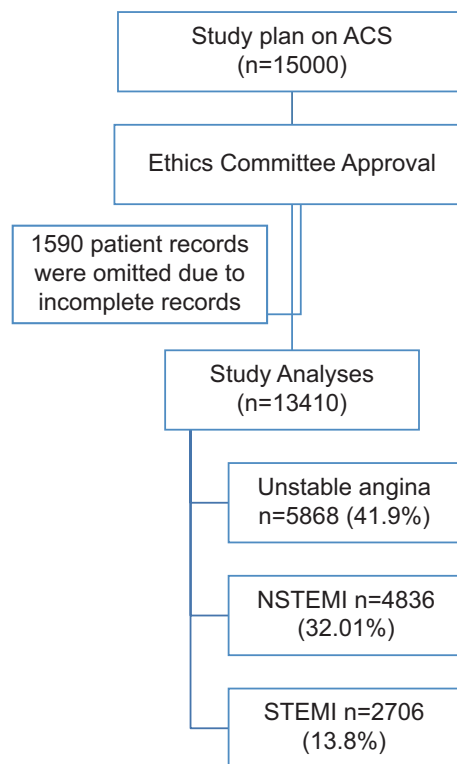 Study plan on ACS
(n=15000)
Ethics Committee Approval
1590 patient records
were omitted due to
incomplete records
Study Analyses
(n=13410)
Unstable angina
n=5868 (41.9%)
NSTEMI n=4836
(32.01%)
STEMI n=2706
(13.8%)